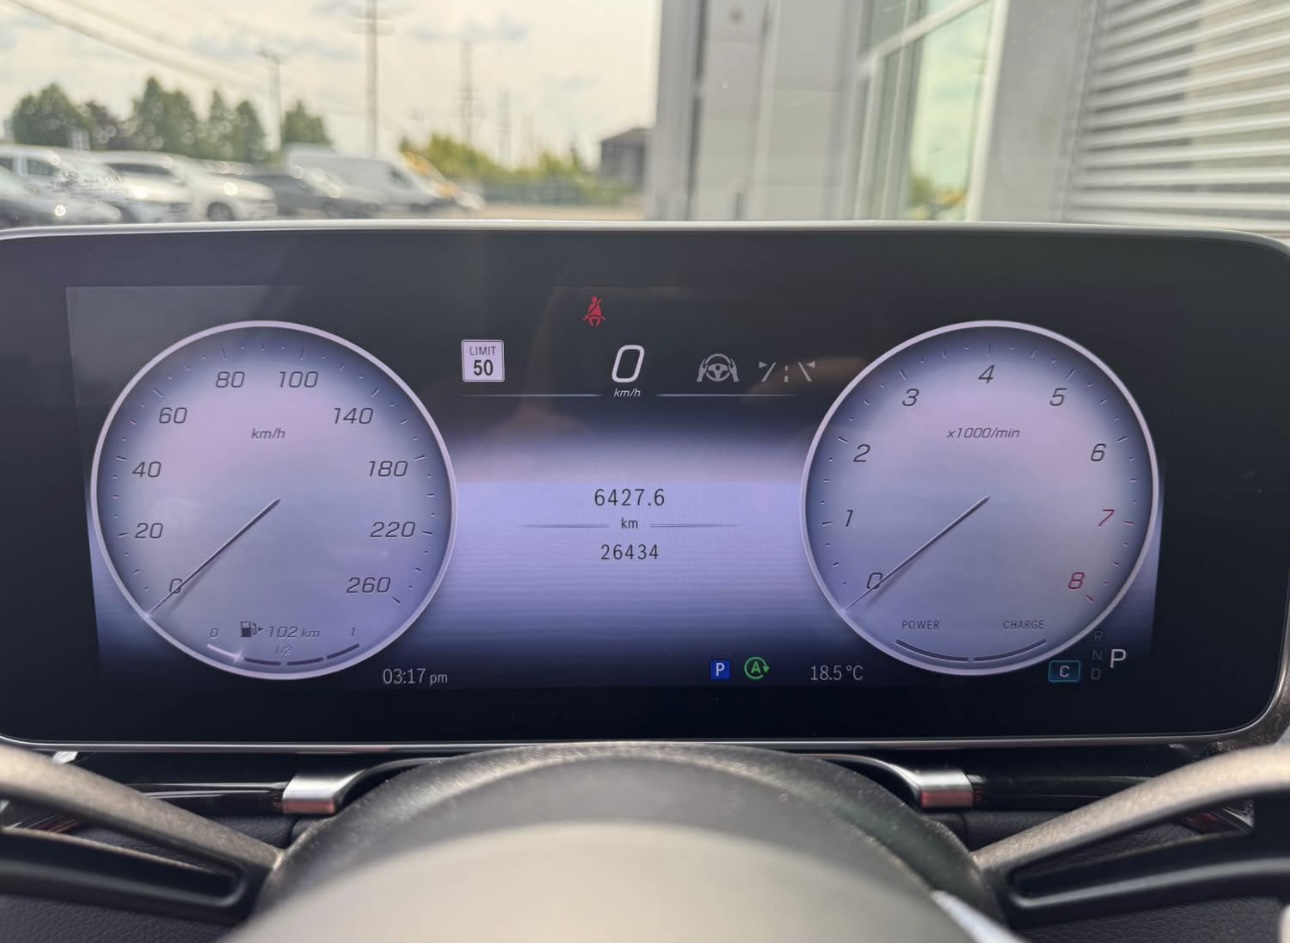 LIMIT
50
0
km/h
80 100
60 140
km/h
40 180
20 220
0 260
0 102 km 1
1/2
03:17 pm
6427.6
km
26434
P A 18.5 °C
4
3 5
x1000/min
2 6
1 7
0 8
POWER CHARGE
R
N P
C D